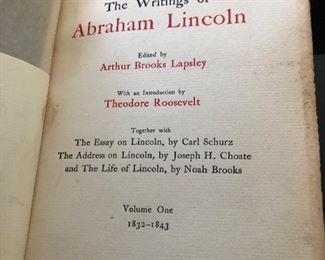 The Writings of
Abraham Lincoln
Edited by
Arthur Brooks Lapsley
With an Introduction by
Theodore Roosevelt
Together with
The Essay on Lincoln, by Carl Schurz
The Address on Lincoln, by Joseph H. Choate
and The Life of Lincoln, by Noah Brooks
Volume One
1832-1843